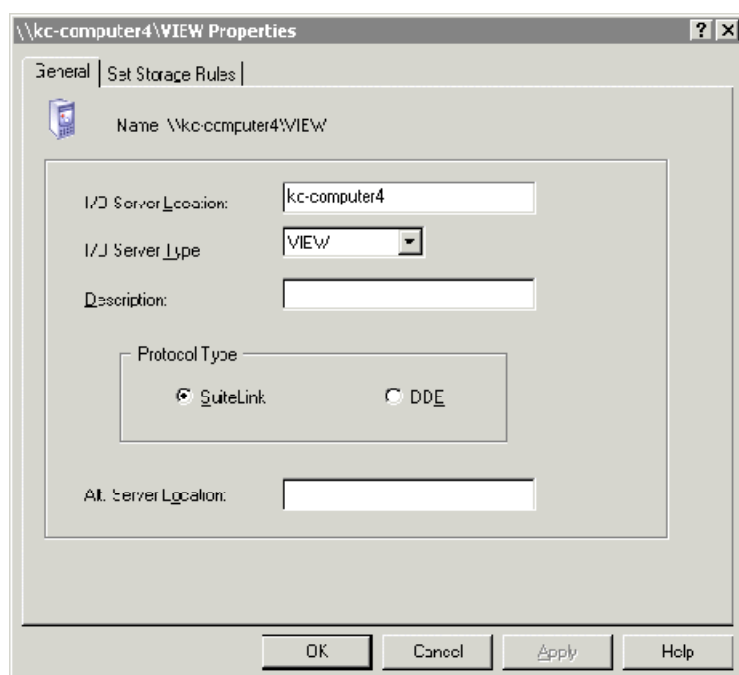 \\kc-computer4\VIEW Properties ? ×
General Set Storage Rules
Name: \\kc-computer4\VIEW
I/O Server Location: kc-computer4
I/O Server Type VIEW
Description:
Protocol Type
SuiteLink DDE
Alt. Server Location:
OK Cancel Apply Help